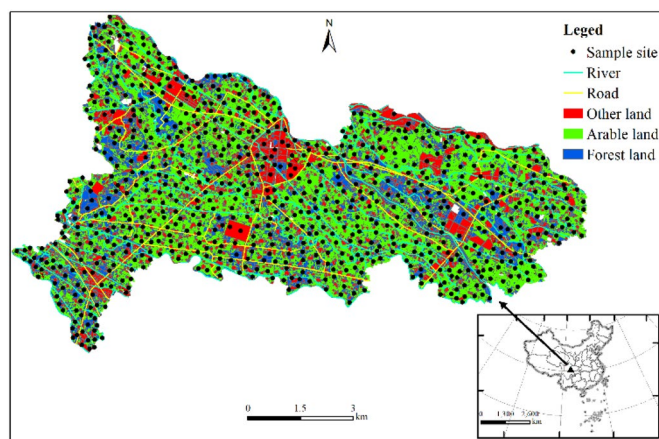 N
Leged
Sample site
River
Road
Other land
Arable land
Forest land
0 1.5 3
km
km